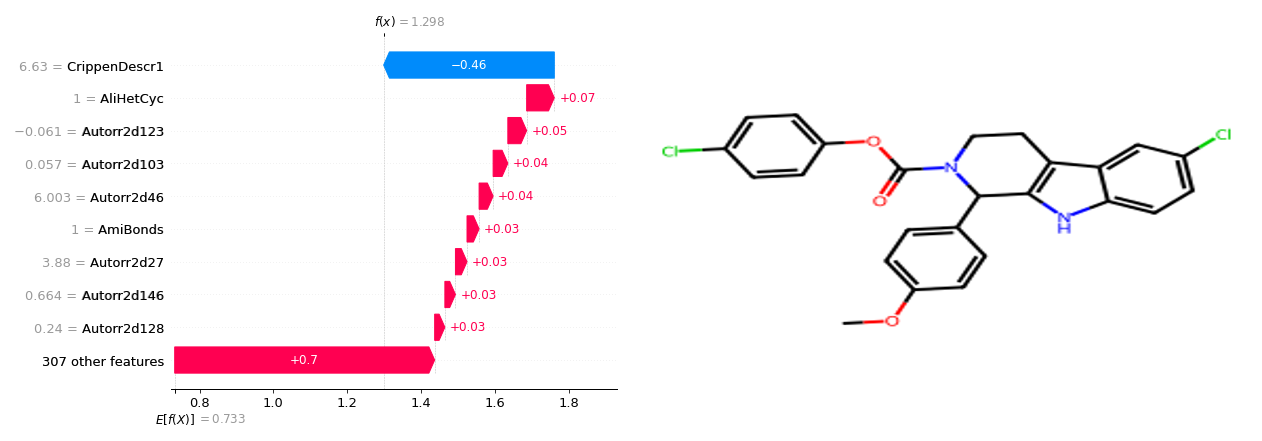 f(x) = 1.298
6.63 = CrippenDescr1
−0.46
1 = AliHetCyc
+0.07
−0.061 = Autorr2d123
+0.05
0.057 = Autorr2d103
+0.04
6.003 = Autorr2d46
+0.04
1 = AmiBonds
+0.03
3.88 = Autorr2d27
+0.03
0.664 = Autorr2d146
+0.03
0.24 = Autorr2d128
+0.03
307 other features
+0.7
0.8 1.0 1.2 1.4 1.6 1.8
E[f(X)] = 0.733
Cl
O
O
N
N
H
Cl
O